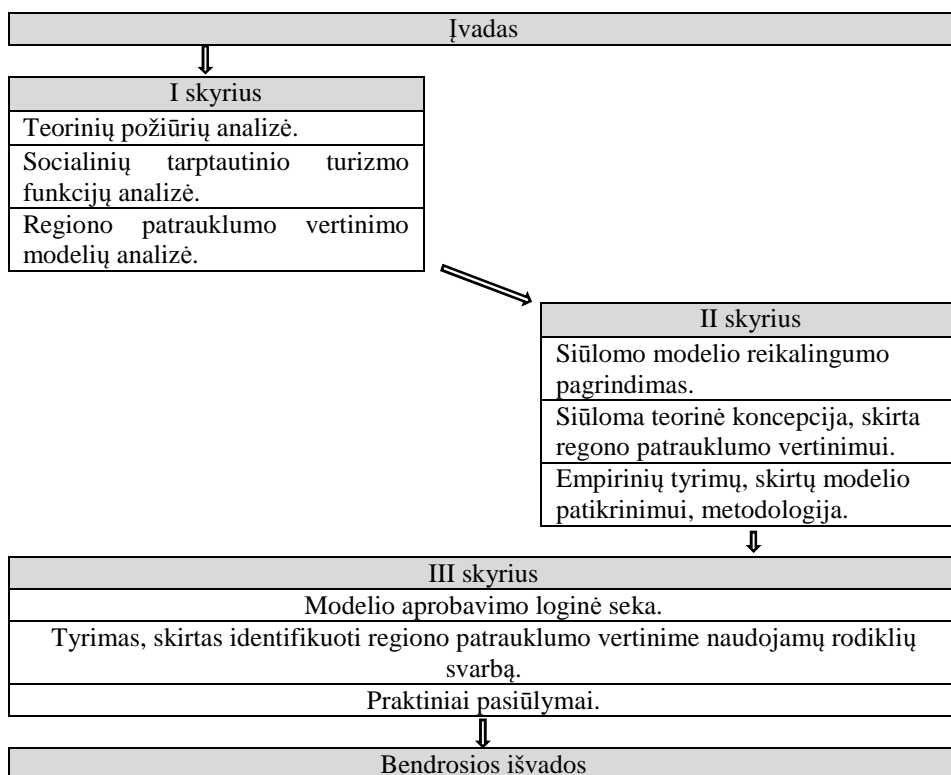 Įvadas
I skyrius
Teorinių požiūrių analizė.
Socialinių tarptautinio turizmo
funkcijų analizė.
Regiono patrauklumo vertinimo
modelių analizė.
II skyrius
Siūlomo modelio reikalingumo
pagrindimas.
Siūloma teorinė koncepcija, skirta
regono patrauklumo vertinimui.
Empirinių tyrimų, skirtų modelio
patikrinimui, metodologija.
III skyrius
Modelio aprobavimo loginė seka.
Tyrimas, skirtas identifikuoti regiono patrauklumo vertinime naudojamų rodiklių
svarbą.
Praktiniai pasiūlymai.
Bendrosios išvados